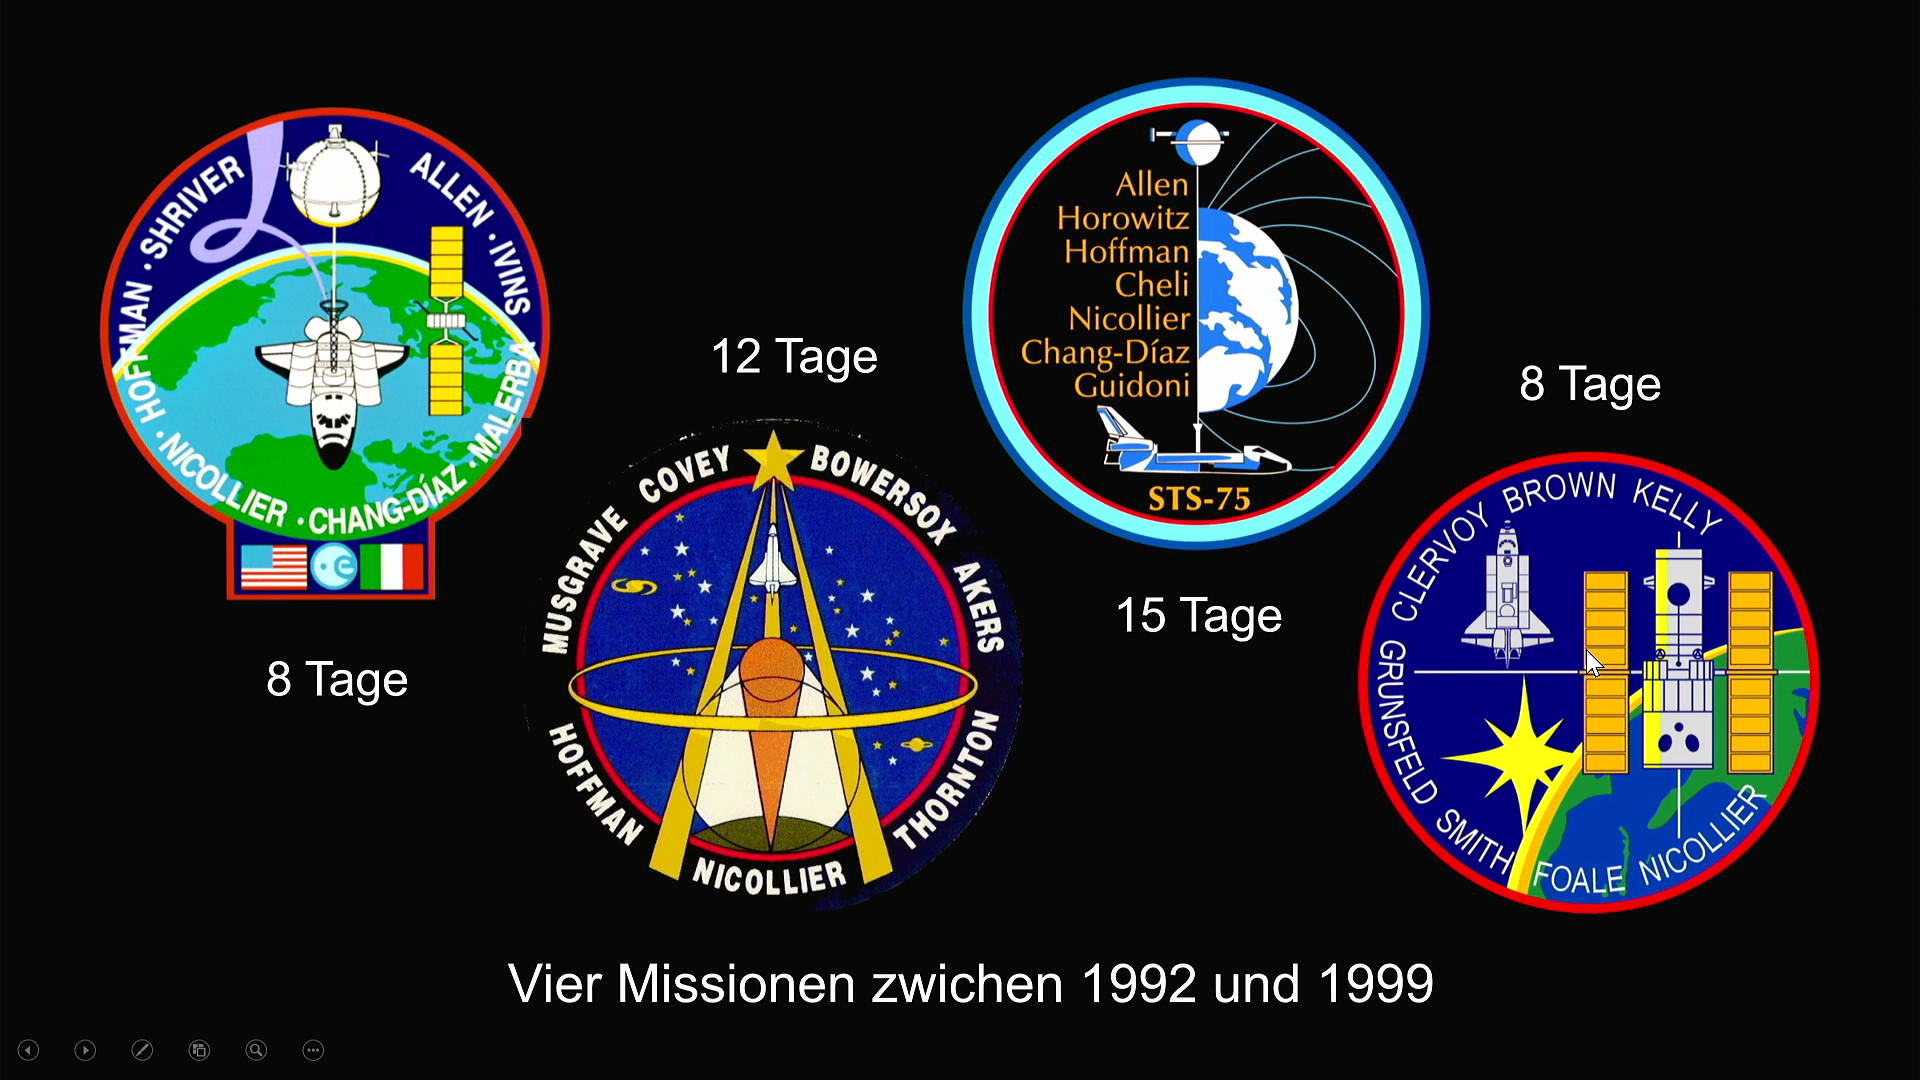 HOFFMAN · SHRIVER
ALLEN · IVINS
· NICOLLIER · CHANG-DÍAZ · MALERBA
8 Tage
12 Tage
MUSGRAVE COVEY BOWERSOX AKERS
HOFFMAN NICOLLIER THORNTON
Allen
Horowitz
Hoffman
Cheli
Nicollier
Chang-Díaz
Guidoni
STS-75
15 Tage
8 Tage
GRUNSFELD CLERVOY BROWN KELLY
SMITH FOALE NICOLLIER
Vier Missionen zwichen 1992 und 1999